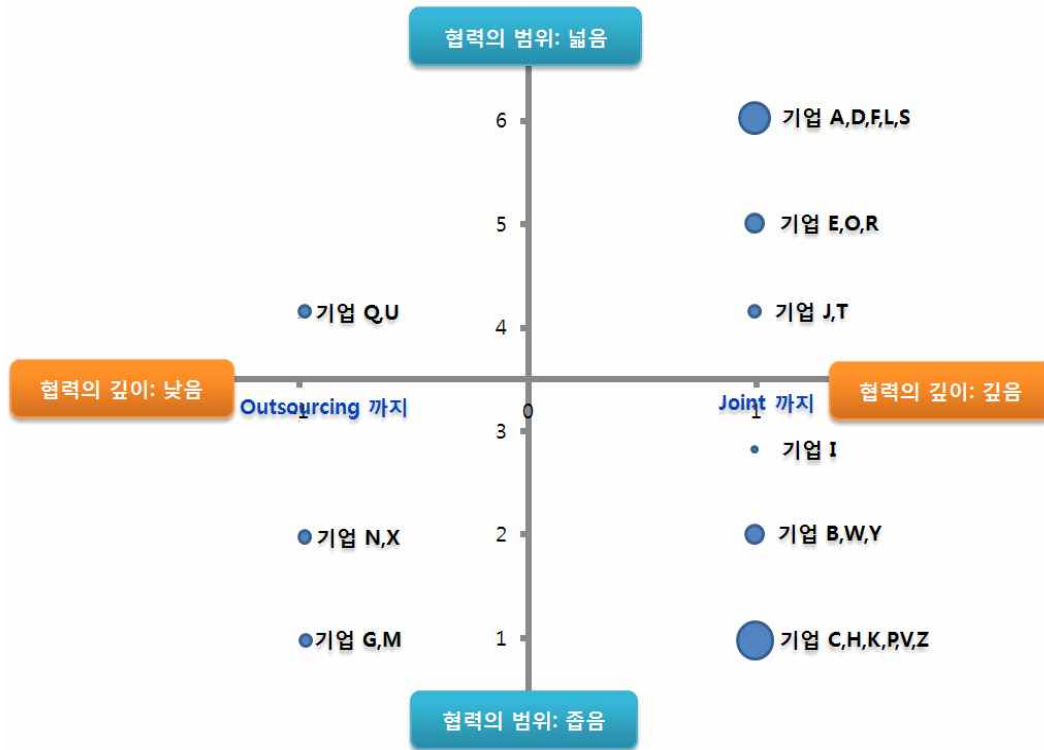 협력의 범위: 넓음
6
기업 A,D,F,L,S
5
기업 E,O,R
기업 Q,U
4
기업 J,T
협력의 깊이: 낮음
협력의 깊이: 깊음
1
Outsourcing 까지
0
1
Joint 까지
3
기업 I
기업 N,X
2
기업 B,W,Y
기업 G,M
1
기업 C,H,K,P,V,Z
협력의 범위: 좁음